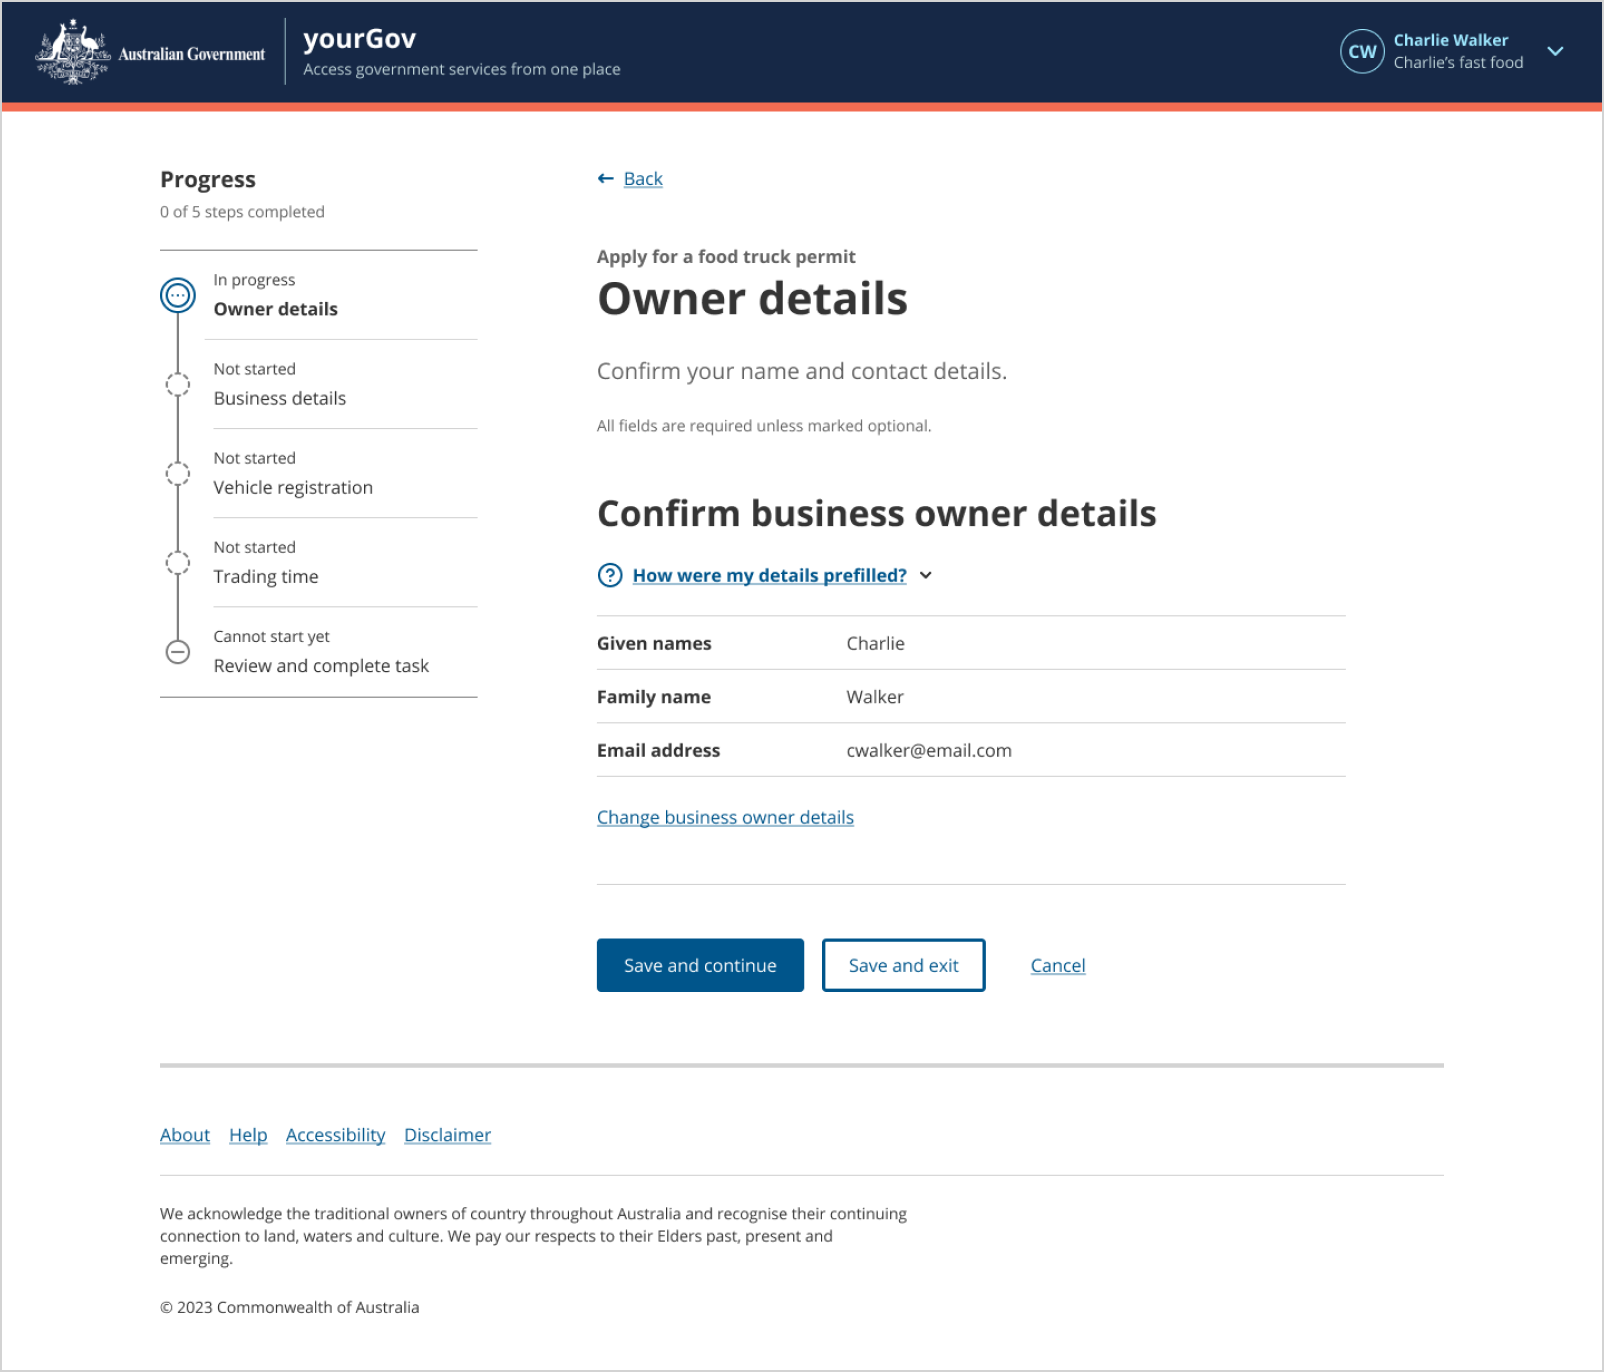 Australian Government
yourGov
Access government services from one place
CW
Charlie Walker
Charlie's fast food
Progress
0 of 5 steps completed
In progress
Owner details
Not started
Business details
Not started
Vehicle registration
Not started
Trading time
Cannot start yet
Review and complete task
Back
Apply for a food truck permit
Owner details
Confirm your name and contact details.
All fields are required unless marked optional.
Confirm business owner details
How were my details prefilled?
Given names Charlie
Family name Walker
Email address cwalker@email.com
Change business owner details
Save and continue Save and exit Cancel
About Help Accessibility Disclaimer
We acknowledge the traditional owners of country throughout Australia and recognise their continuing
connection to land, waters and culture. We pay our respects to their Elders past, present and
emerging.
© 2023 Commonwealth of Australia